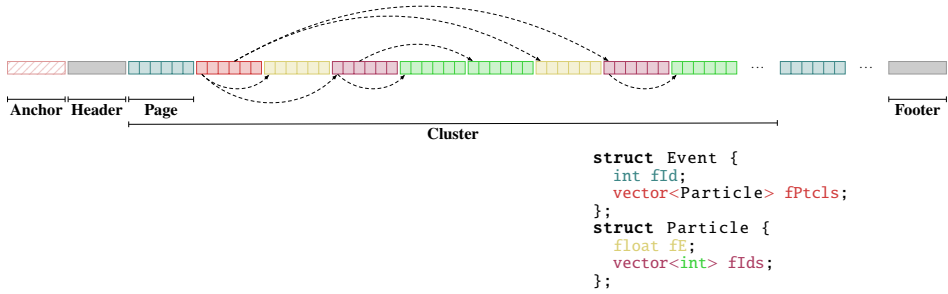 ... ...
Anchor Header Page Footer
Cluster
struct Event {
int fId;
vector<Particle> fPtcls;
};
struct Particle {
float fE;
vector<int> fIds;
};